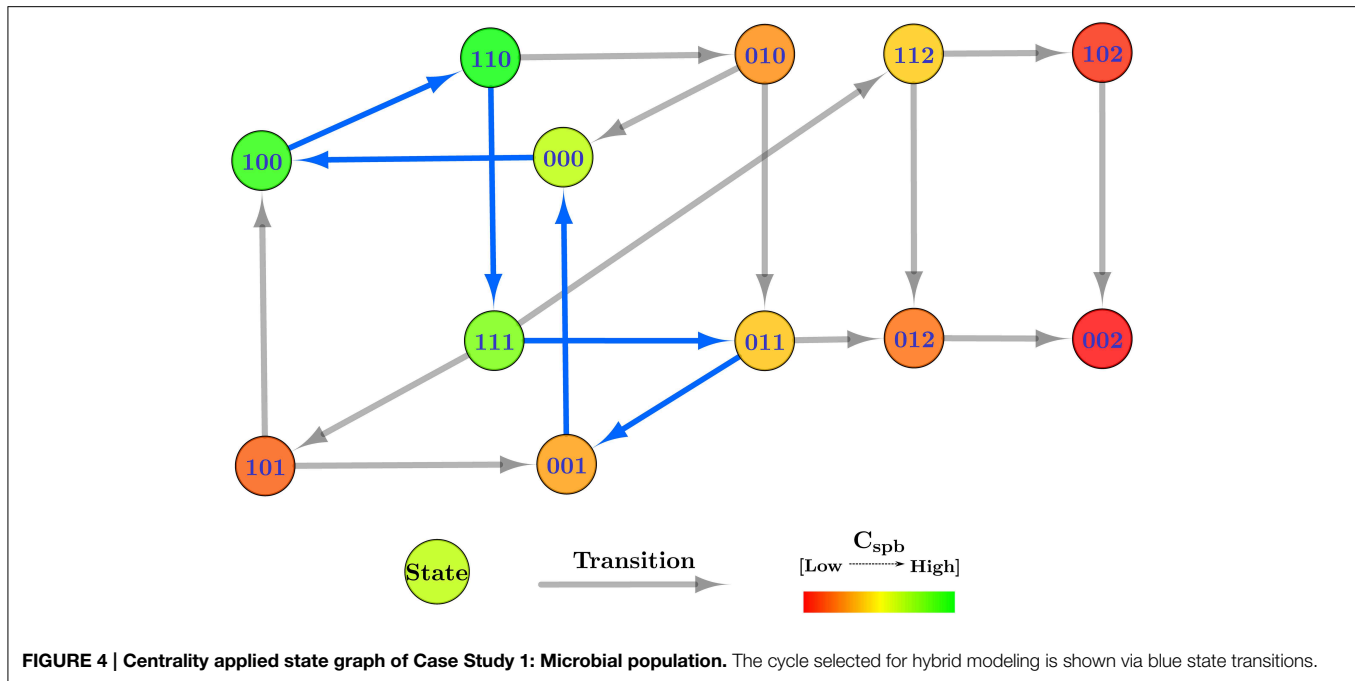 110
010
112
102
100
000
111
011
012
002
101
001
State
Transition
C_spb
[Low High]
FIGURE 4 | Centrality applied state graph of Case Study 1: Microbial population. The cycle selected for hybrid modeling is shown via blue state transitions.